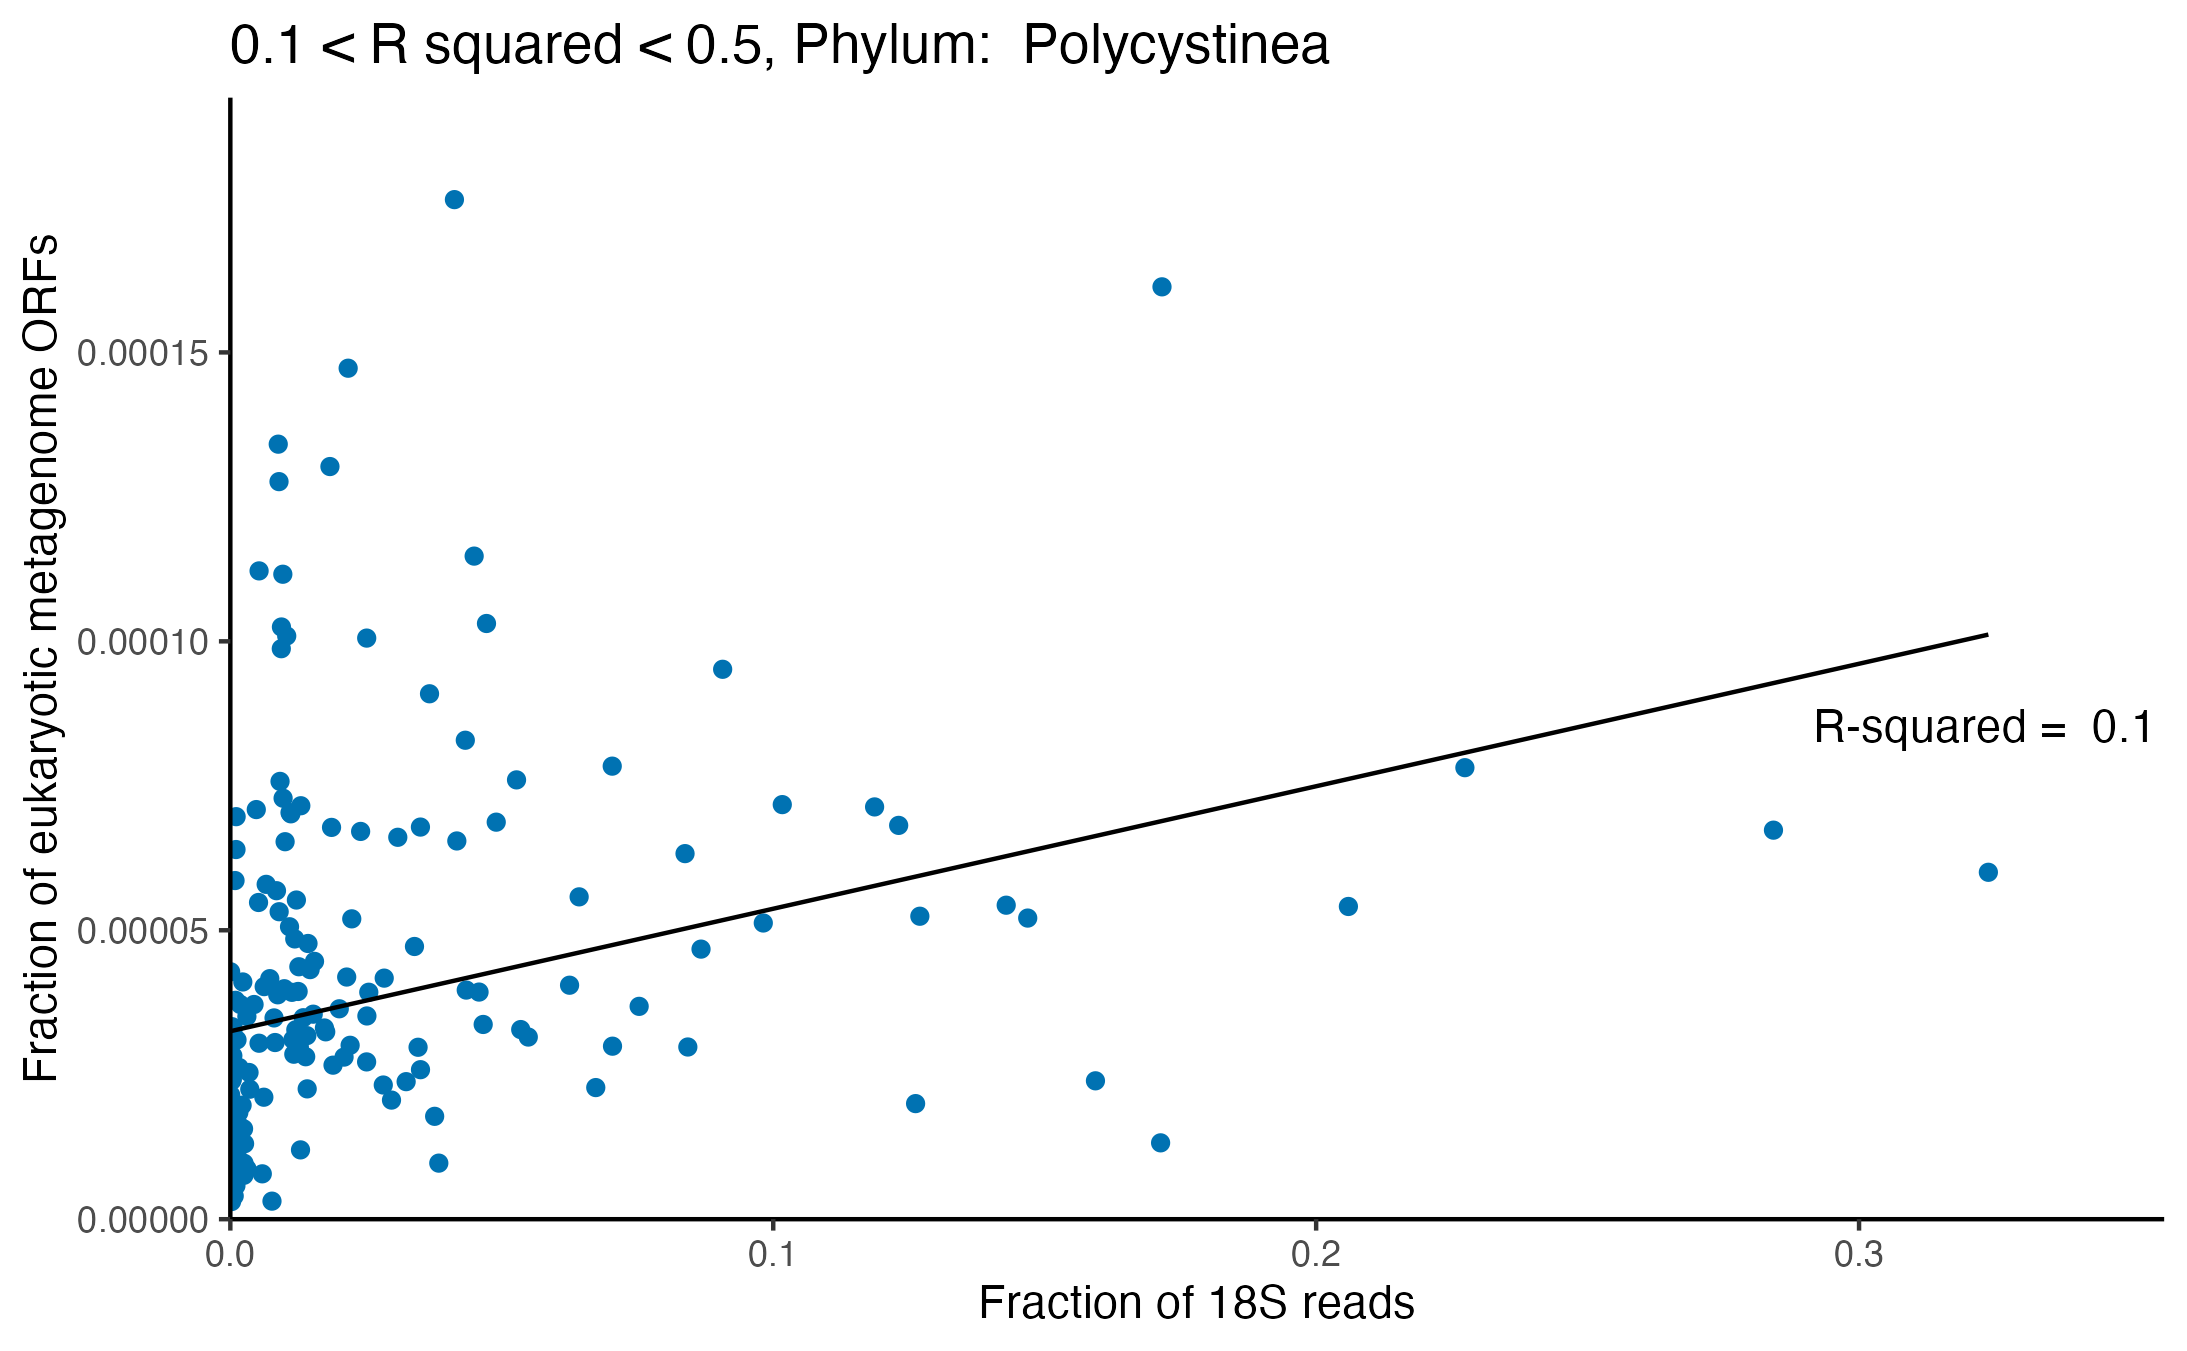 0.1 < R squared < 0.5, Phylum:  Polycystinea
Fraction of eukaryotic metagenome ORFs
0.00015
0.00010
0.00005
0.00000
R-squared =  0.1
0.0
0.1
0.2
0.3
Fraction of 18S reads